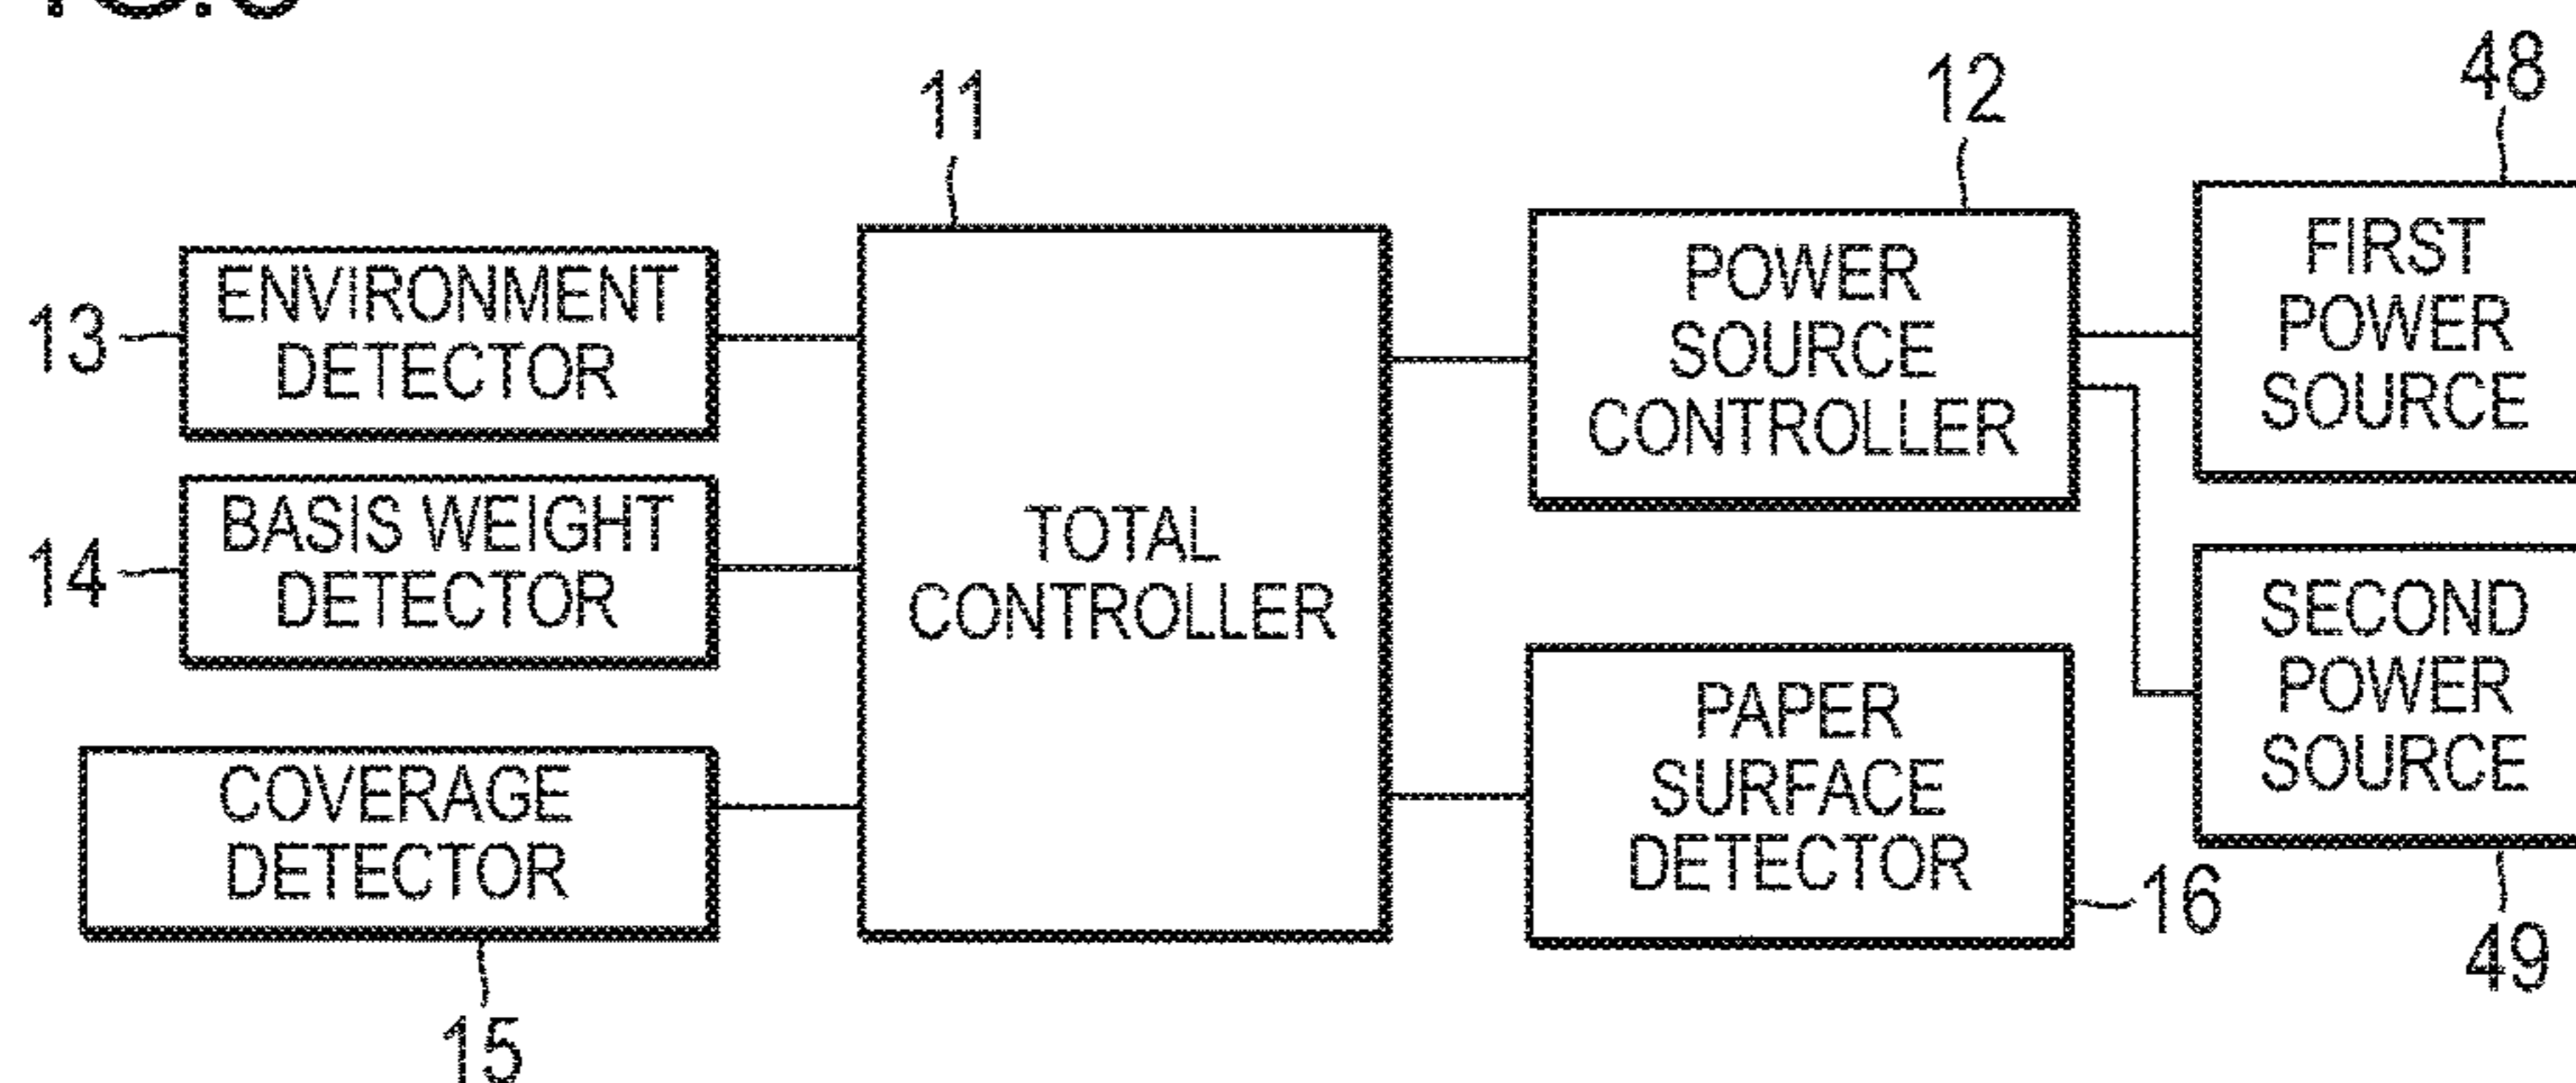 48
12
11
FIRST
POWER
SOURCE
POWER
SOURCE
CONTROLLER
ENVIRONMENT
DETECTOR
13
BASIS WEIGHT
DETECTOR
14
TOTAL
CONTROLLER
SECOND
POWER
SOURCE
PAPER
SURFACE
DETECTOR
COVERAGE
DETECTOR
16
49
15